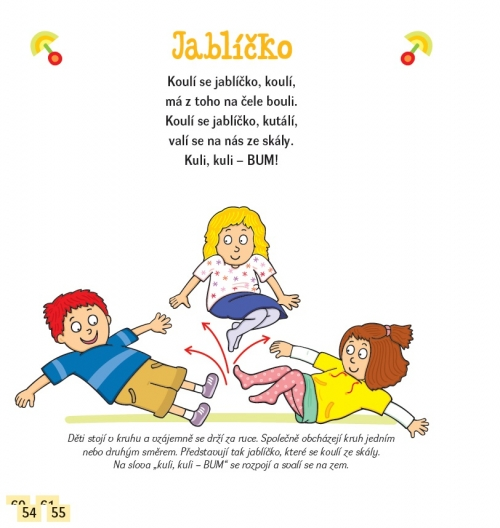 Jablíčko
Koulí se jablíčko, koulí,
má z toho na čele bouli.
Koulí se jablíčko, kutálí,
valí se na nás ze skály.
Kuli, kuli – BUM!
Děti stojí v kruhu a vzájemně se drží za ruce. Společně obcházejí kruh jedním
nebo druhým směrem. Představují tak jablíčko, které se koulí ze skály.
Na slova „kuli, kuli – BUM“ se rozpojí a svalí se na zem.
60 61
54 55